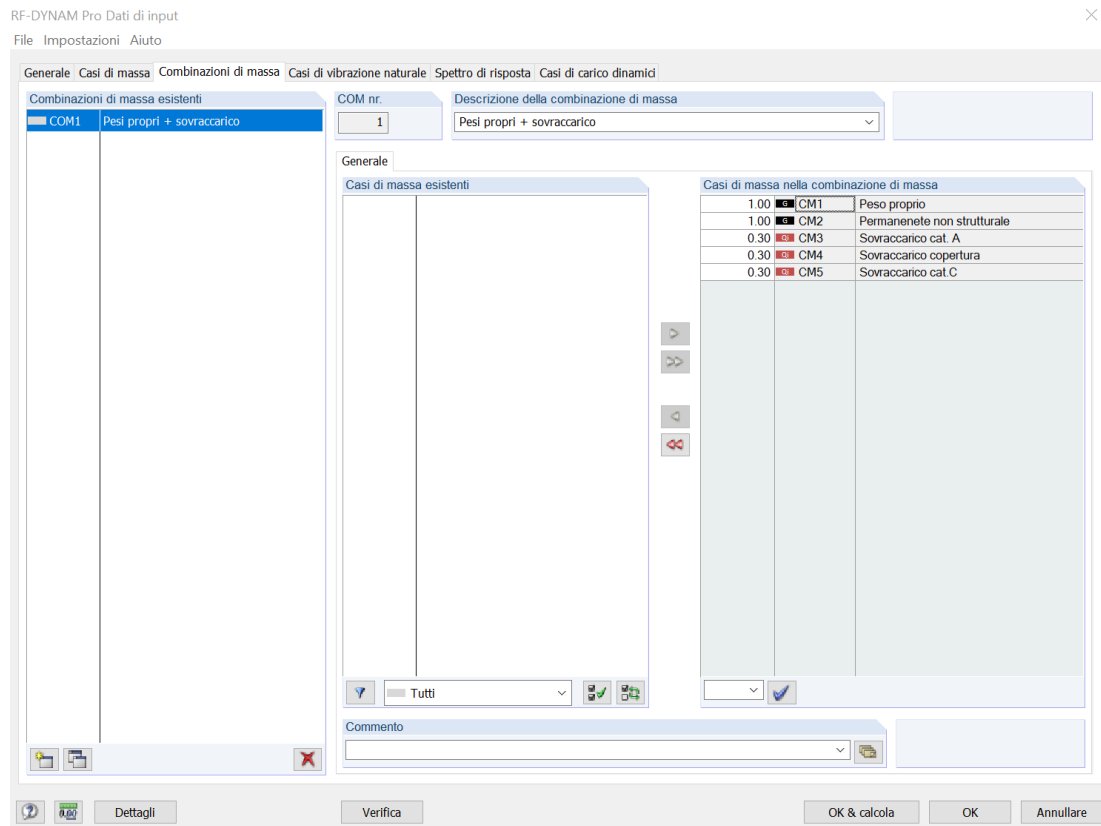 RF-DYNAM Pro Dati di input
File Impostazioni Aiuto
Generale Casi di massa Combinazioni di massa Casi di vibrazione naturale Spettro di risposta Casi di carico dinamici
Combinazioni di massa esistenti
COM1 Pesi propri + sovraccarico
COM nr.
1
Descrizione della combinazione di massa
Pesi propri + sovraccarico
Generale
Casi di massa esistenti
Casi di massa nella combinazione di massa
1.00 G CM1 Peso proprio
1.00 G CM2 Permanenete non strutturale
0.30 Qi CM3 Sovraccarico cat. A
0.30 Qi CM4 Sovraccarico copertura
0.30 Qi CM5 Sovraccarico cat.C
Tutti
Commento
0.00 Dettagli Verifica OK & calcola OK Annullare